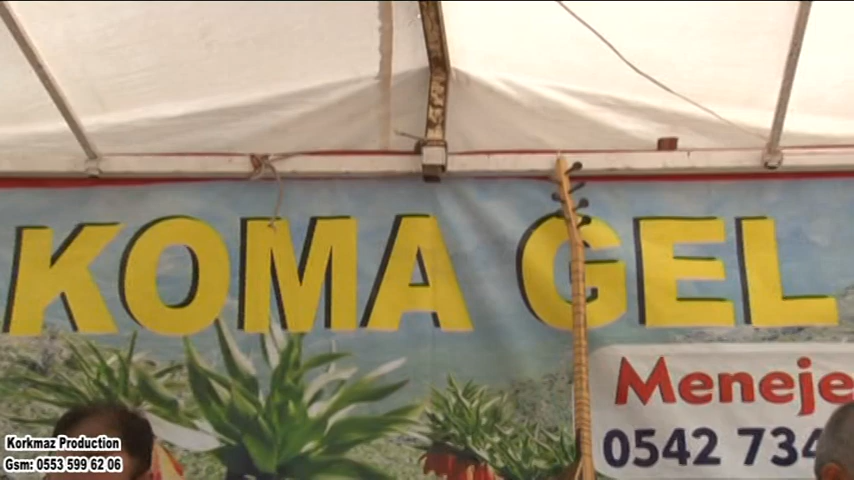 KOMA GEL
Meneje
0542 734
Korkmaz Production
Gsm: 0553 599 62 06